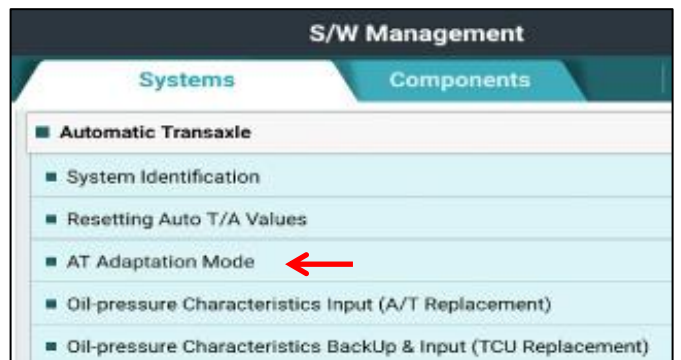 S/W Management
Systems
Components
Automatic Transaxle
System Identification
Resetting Auto T/A Values
AT Adaptation Mode
Oil-pressure Characteristics Input (A/T Replacement)
Oil-pressure Characteristics BackUp & Input (TCU Replacement)